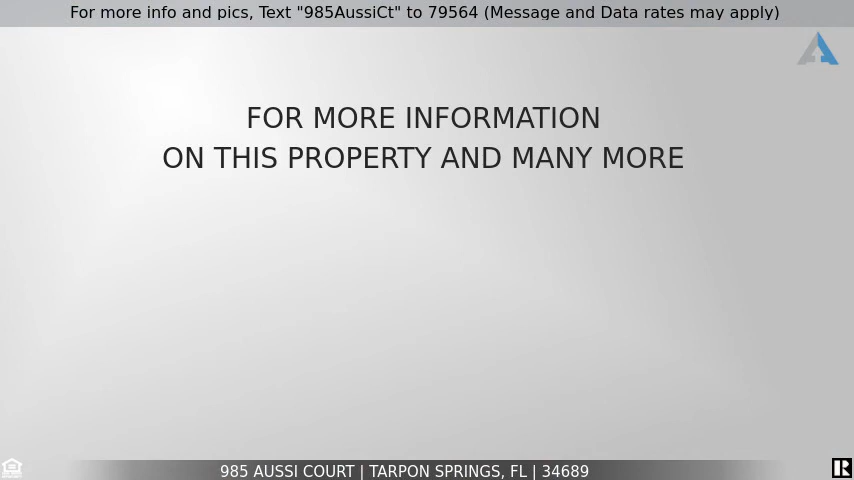 For more info and pics, Text "985AussiCt" to 79564 (Message and Data rates may apply)
FOR MORE INFORMATION
ON THIS PROPERTY AND MANY MORE
985 AUSSI COURT | TARPON SPRINGS, FL | 34689